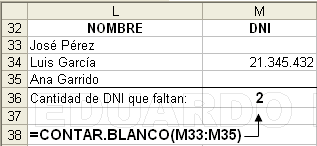 L M
32 NOMBRE DNI
33 José Pérez
34 Luis García 21.345.432
35 Ana Garrido
36 Cantidad de DNI que faltan: 2
37
38 =CONTAR.BLANCO(M33:M35)
EDUARDO